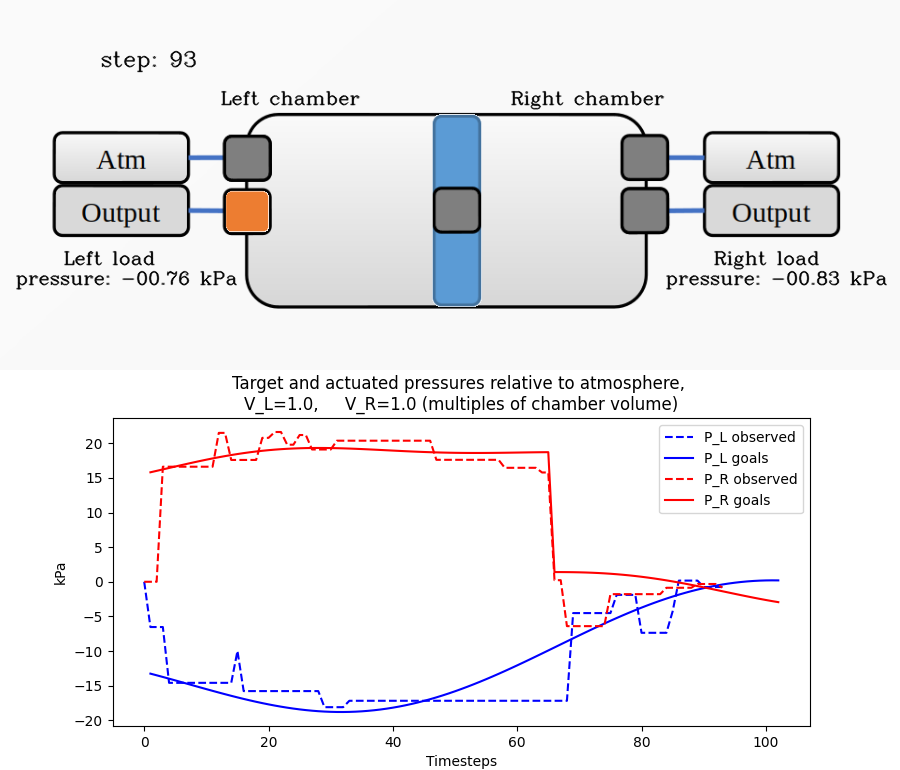 step: 93
Left chamber
Right chamber
Atm
Atm
Output
Output
Left load
pressure: -00.76 kPa
Right load
pressure: -00.83 kPa
Target and actuated pressures relative to atmosphere,
V_L=1.0, V_R=1.0 (multiples of chamber volume)
P_L observed
P_L goals
P_R observed
P_R goals
kPa
20
15
10
5
0
−5
−10
−15
−20
0 20 40 60 80 100
Timesteps